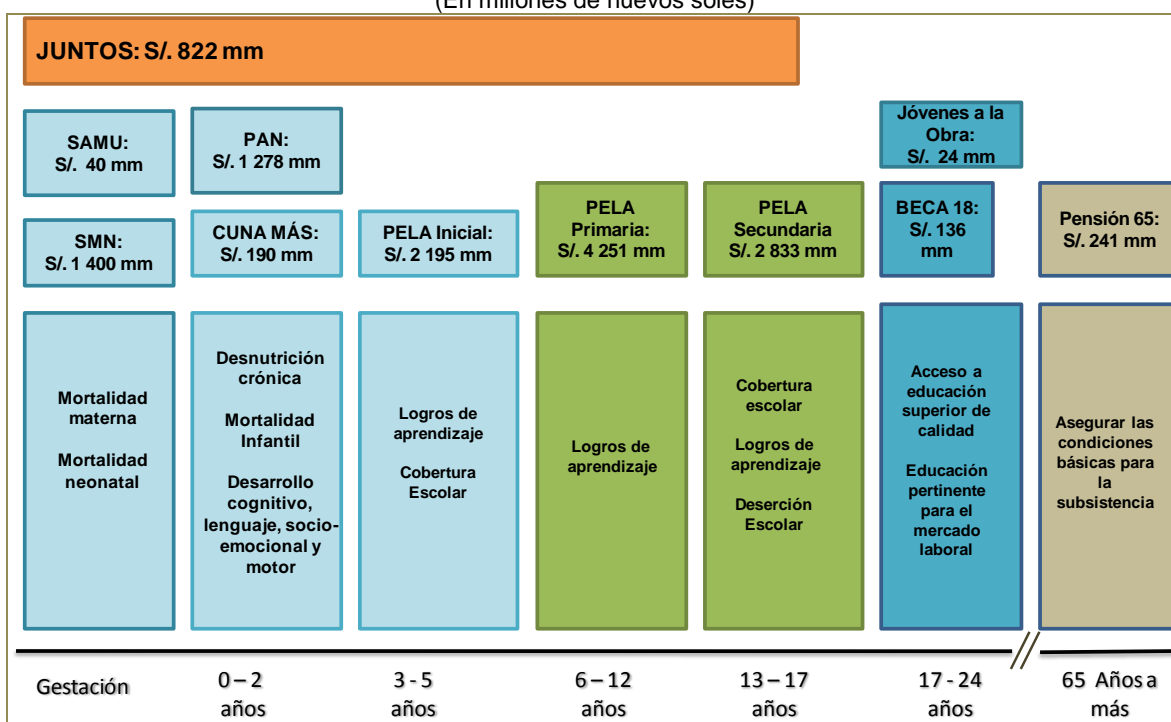 (En millones de nuevos soles)
JUNTOS: S/. 822 mm
SAMU:
S/. 40 mm
PAN:
S/. 1 278 mm
Jóvenes a la
Obra:
S/. 24 mm
SMN:
S/. 1 400 mm
CUNA MÁS:
S/. 190 mm
PELA Inicial:
S/. 2 195 mm
PELA
Primaria:
S/. 4 251 mm
PELA
Secundaria
S/. 2 833 mm
BECA 18:
S/. 136
mm
Pensión 65:
S/. 241 mm
Mortalidad
materna
Mortalidad
neonatal
Desnutrición
crónica
Mortalidad
Infantil
Desarrollo
cognitivo,
lenguaje, socio-
emocional y
motor
Logros de
aprendizaje
Cobertura
Escolar
Logros de
aprendizaje
Cobertura
escolar
Logros de
aprendizaje
Deserción
Escolar
Acceso a
educación
superior de
calidad
Educación
pertinente
para el
mercado
laboral
Asegurar las
condiciones
básicas para
la
subsistencia
Gestación
0 – 2
años
3 - 5
años
6 – 12
años
13 – 17
años
17 - 24
años
65 Años a
más